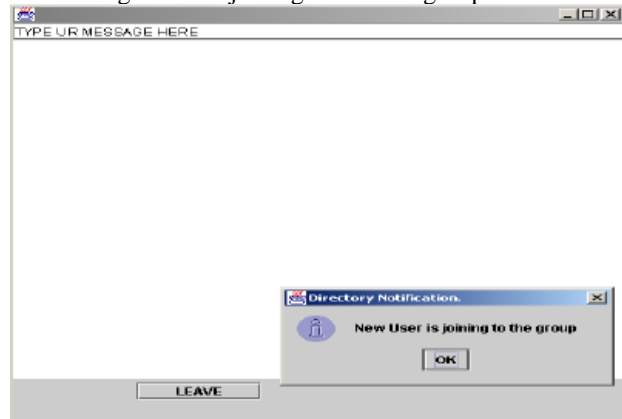 TYPE UR MESSAGE HERE
Directory Notification.
New User is joining to the group
OK
LEAVE